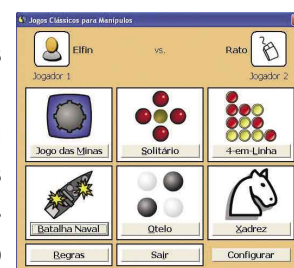 Jogos Clássicos para Manipulos
Elfin vs. Rato
Jogador 1 Jogador 2
Jogo das Minas Solitário 4-em-Linha
Batalha Naval Otelo Xadrez
Regras Sair Configurar